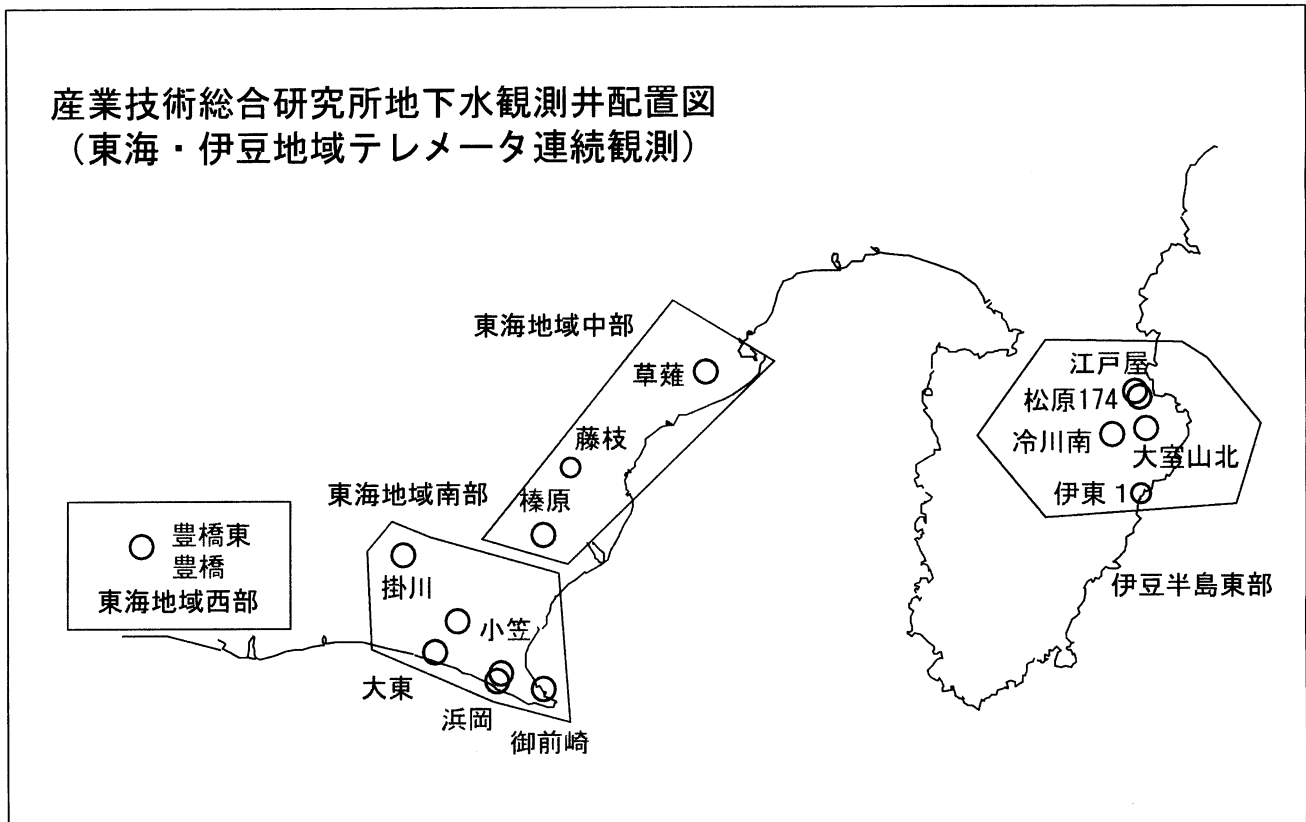 産業技術総合研究所地下水観測井配置図
（東海・伊豆地域テレメータ連続観測）
東海地域中部
草薙
藤枝
榛原
江戸屋
松原174
冷川南
大室山北
伊東1
伊豆半島東部
東海地域南部
掛川
小笠
大東
浜岡
御前崎
豊橋東
豊橋
東海地域西部